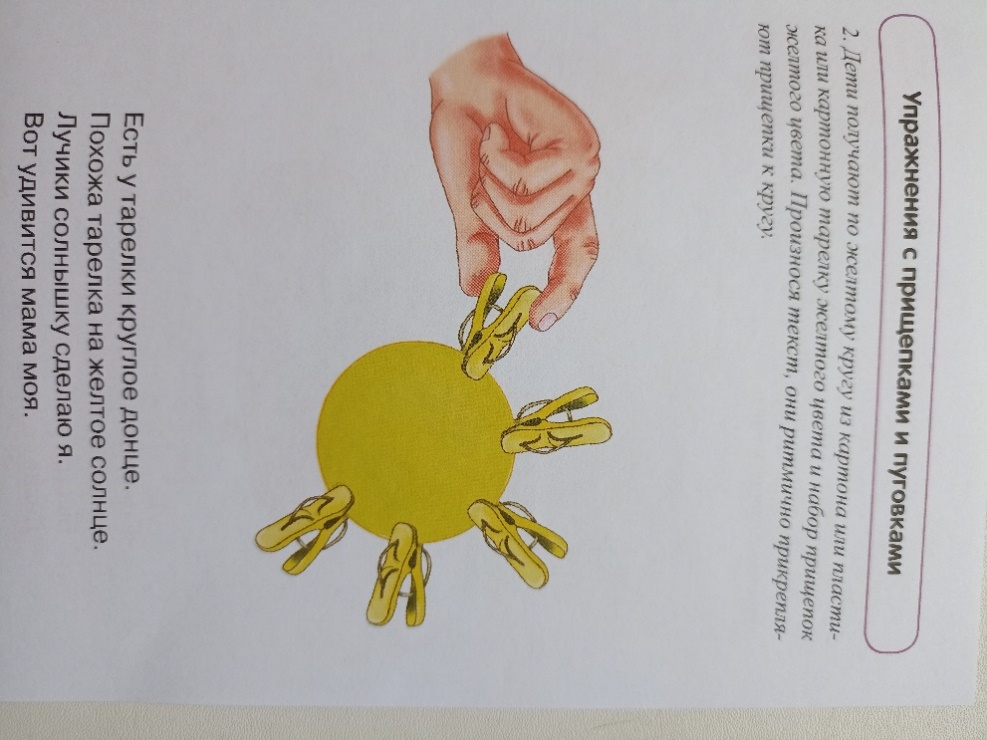 Упражнения с прищепками и пуговками
2. Дети получают по желтому кругу из картона или пласти-
ка или картонную тарелку желтого цвета и набор прищепок
желтого цвета. Произнося текст, они ритмично прикрепля-
ют прищепки к кругу.
Есть у тарелки круглое донце.
Похожа тарелка на желтое солнце.
Лучики солнышку сделаю я.
Вот удивится мама моя.